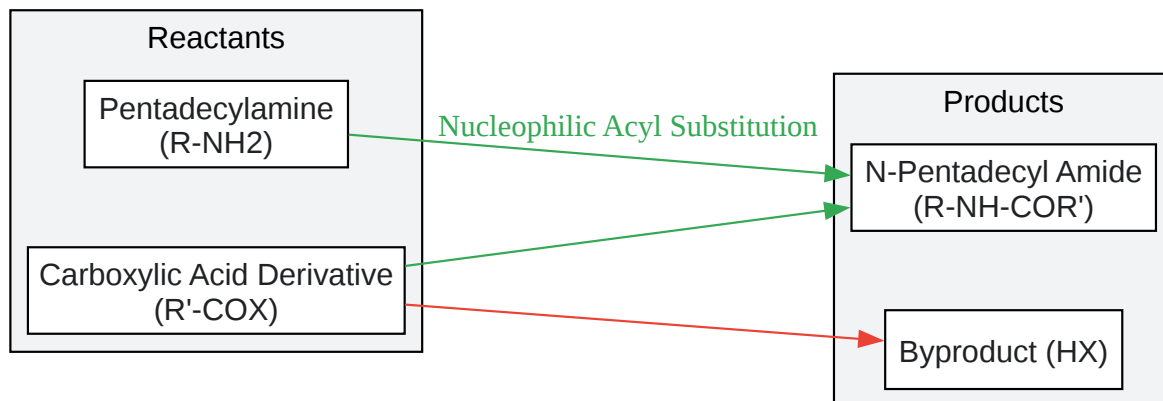 Reactants
Pentadecylamine
(R-NH2)
Carboxylic Acid Derivative
(R'-COX)
Nucleophilic Acyl Substitution
Products
N-Pentadecyl Amide
(R-NH-COR')
Byproduct (HX)